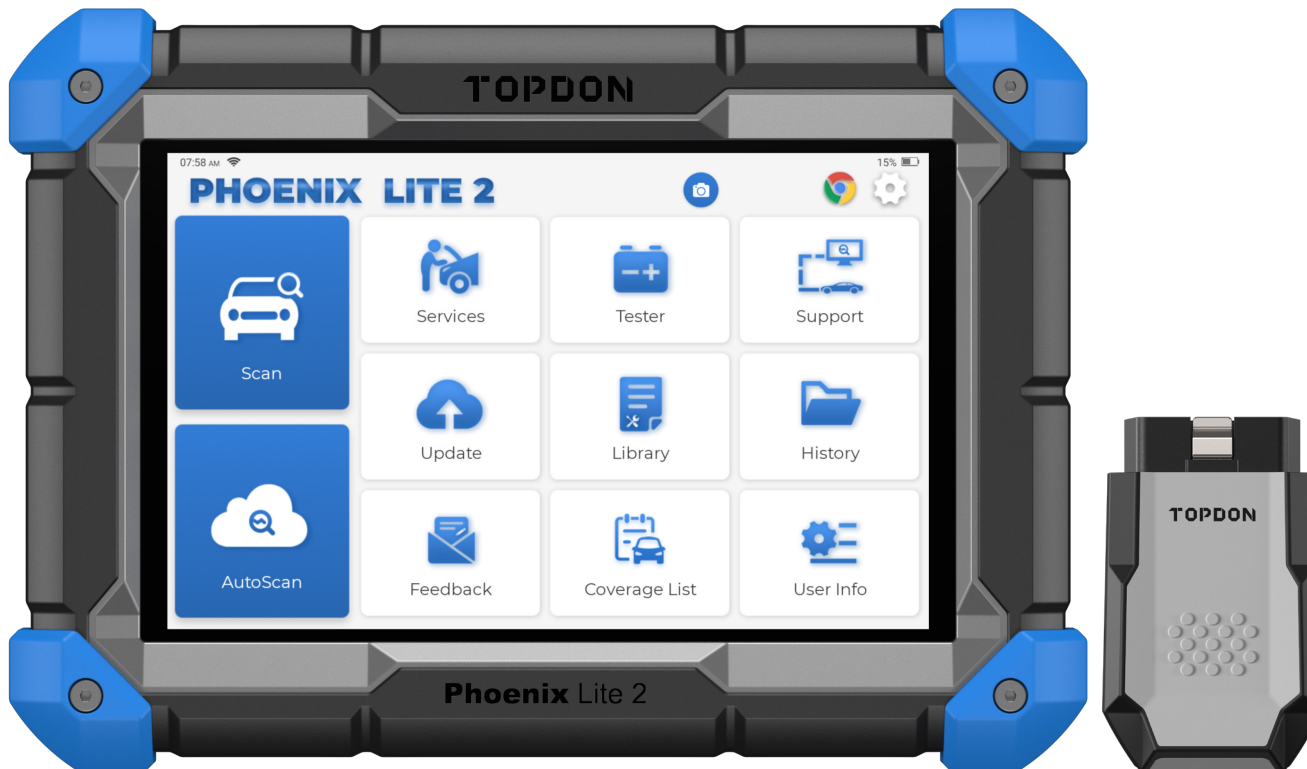 TOPDON
07:58 AM
15%
PHOENIX LITE 2
Scan
Services
Tester
Support
Update
Library
History
AutoScan
Feedback
Coverage List
User Info
Phoenix Lite 2
TOPDON